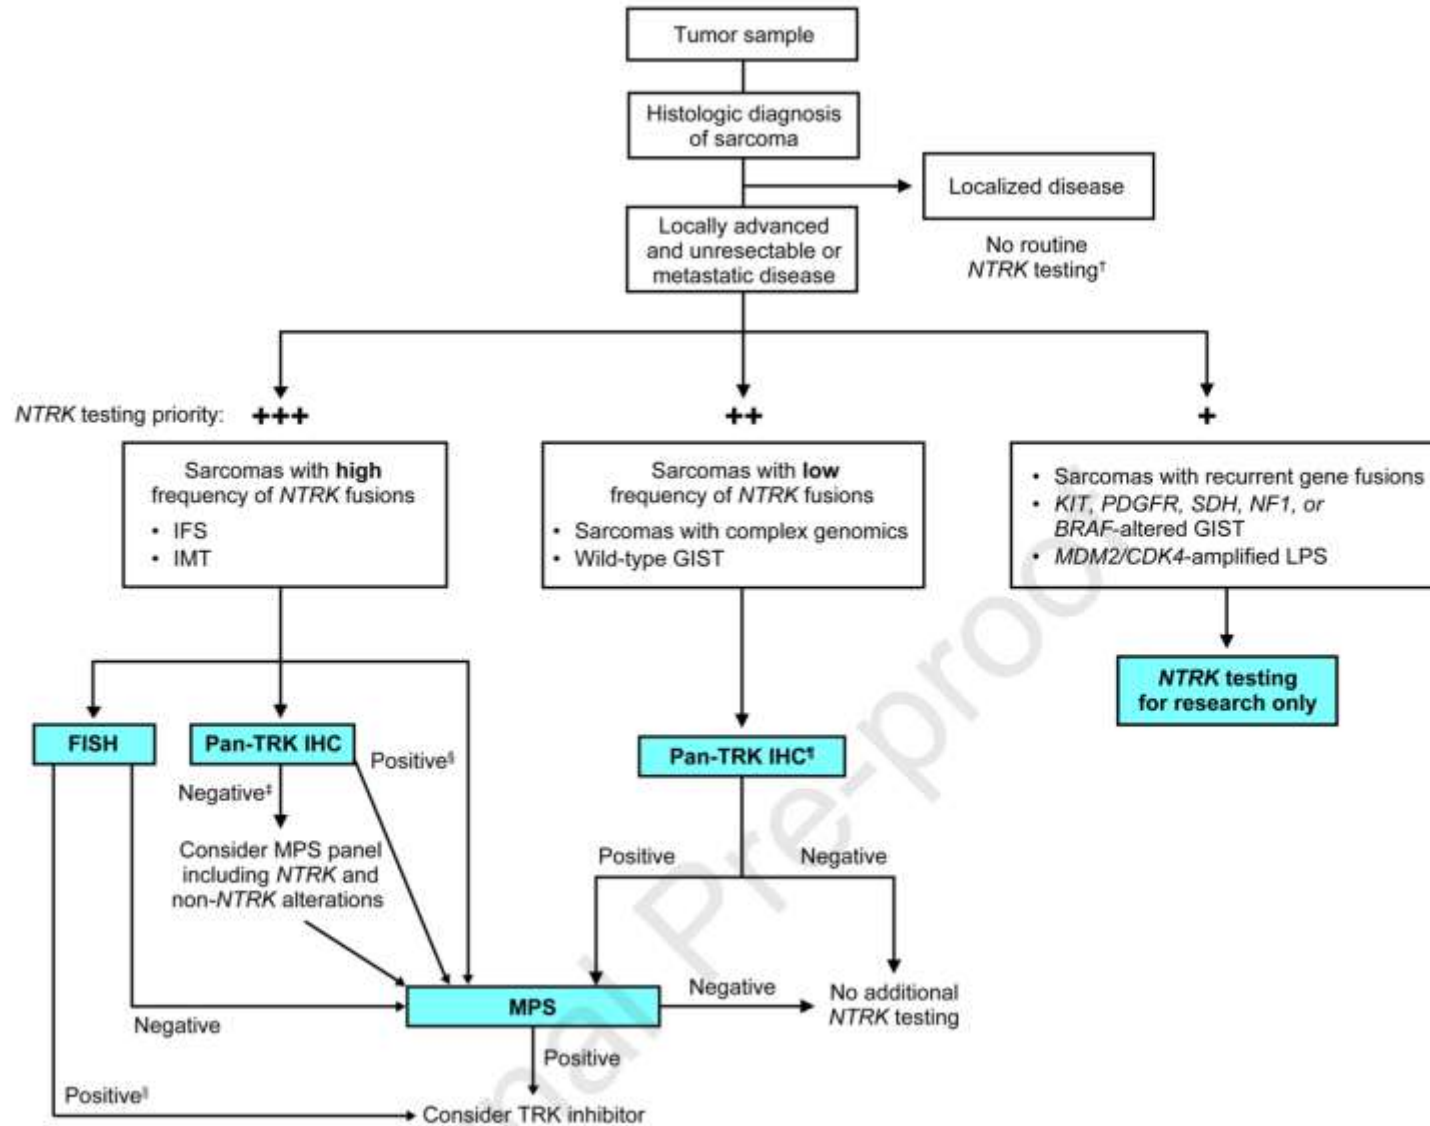 Tumor sample
Histologic diagnosis
of sarcoma
Localized disease
Locally advanced
and unresectable or
metastatic disease
No routine
NTRK testing†
NTRK testing priority:
+++
++
+
Sarcomas with high
frequency of NTRK fusions
• IFS
• IMT
Sarcomas with low
frequency of NTRK fusions
• Sarcomas with complex genomics
• Wild-type GIST
• Sarcomas with recurrent gene fusions
• KIT, PDGFR, SDH, NF1, or
BRAF-altered GIST
• MDM2/CDK4-amplified LPS
NTRK testing
for research only
FISH
Pan-TRK IHC
Positive§
Pan-TRK IHC¶
Negative‡
Consider MPS panel
including NTRK and
non-NTRK alterations
Positive
Negative
MPS
Negative
No additional
NTRK testing
Negative
Positive
Positive||
Consider TRK inhibitor
nal Pre-proof